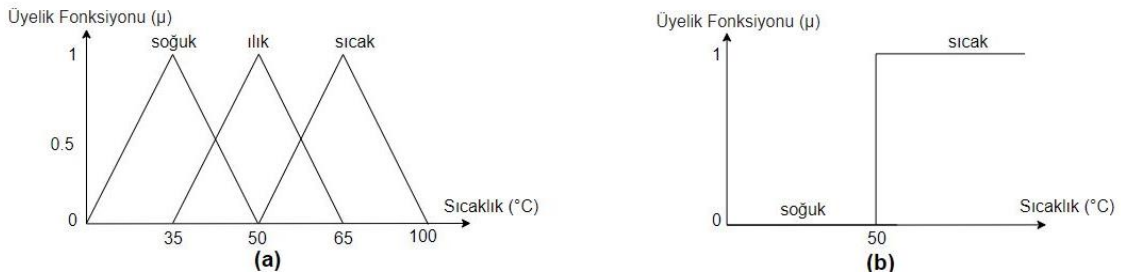 Üyelik Fonksiyonu (μ)
soğuk ılık sıcak
1
0.5
0
35 50 65 100
Sıcaklık (°C)
(a)
Üyelik Fonksiyonu (μ)
1
sıcak
0
soğuk
50
Sıcaklık (°C)
(b)